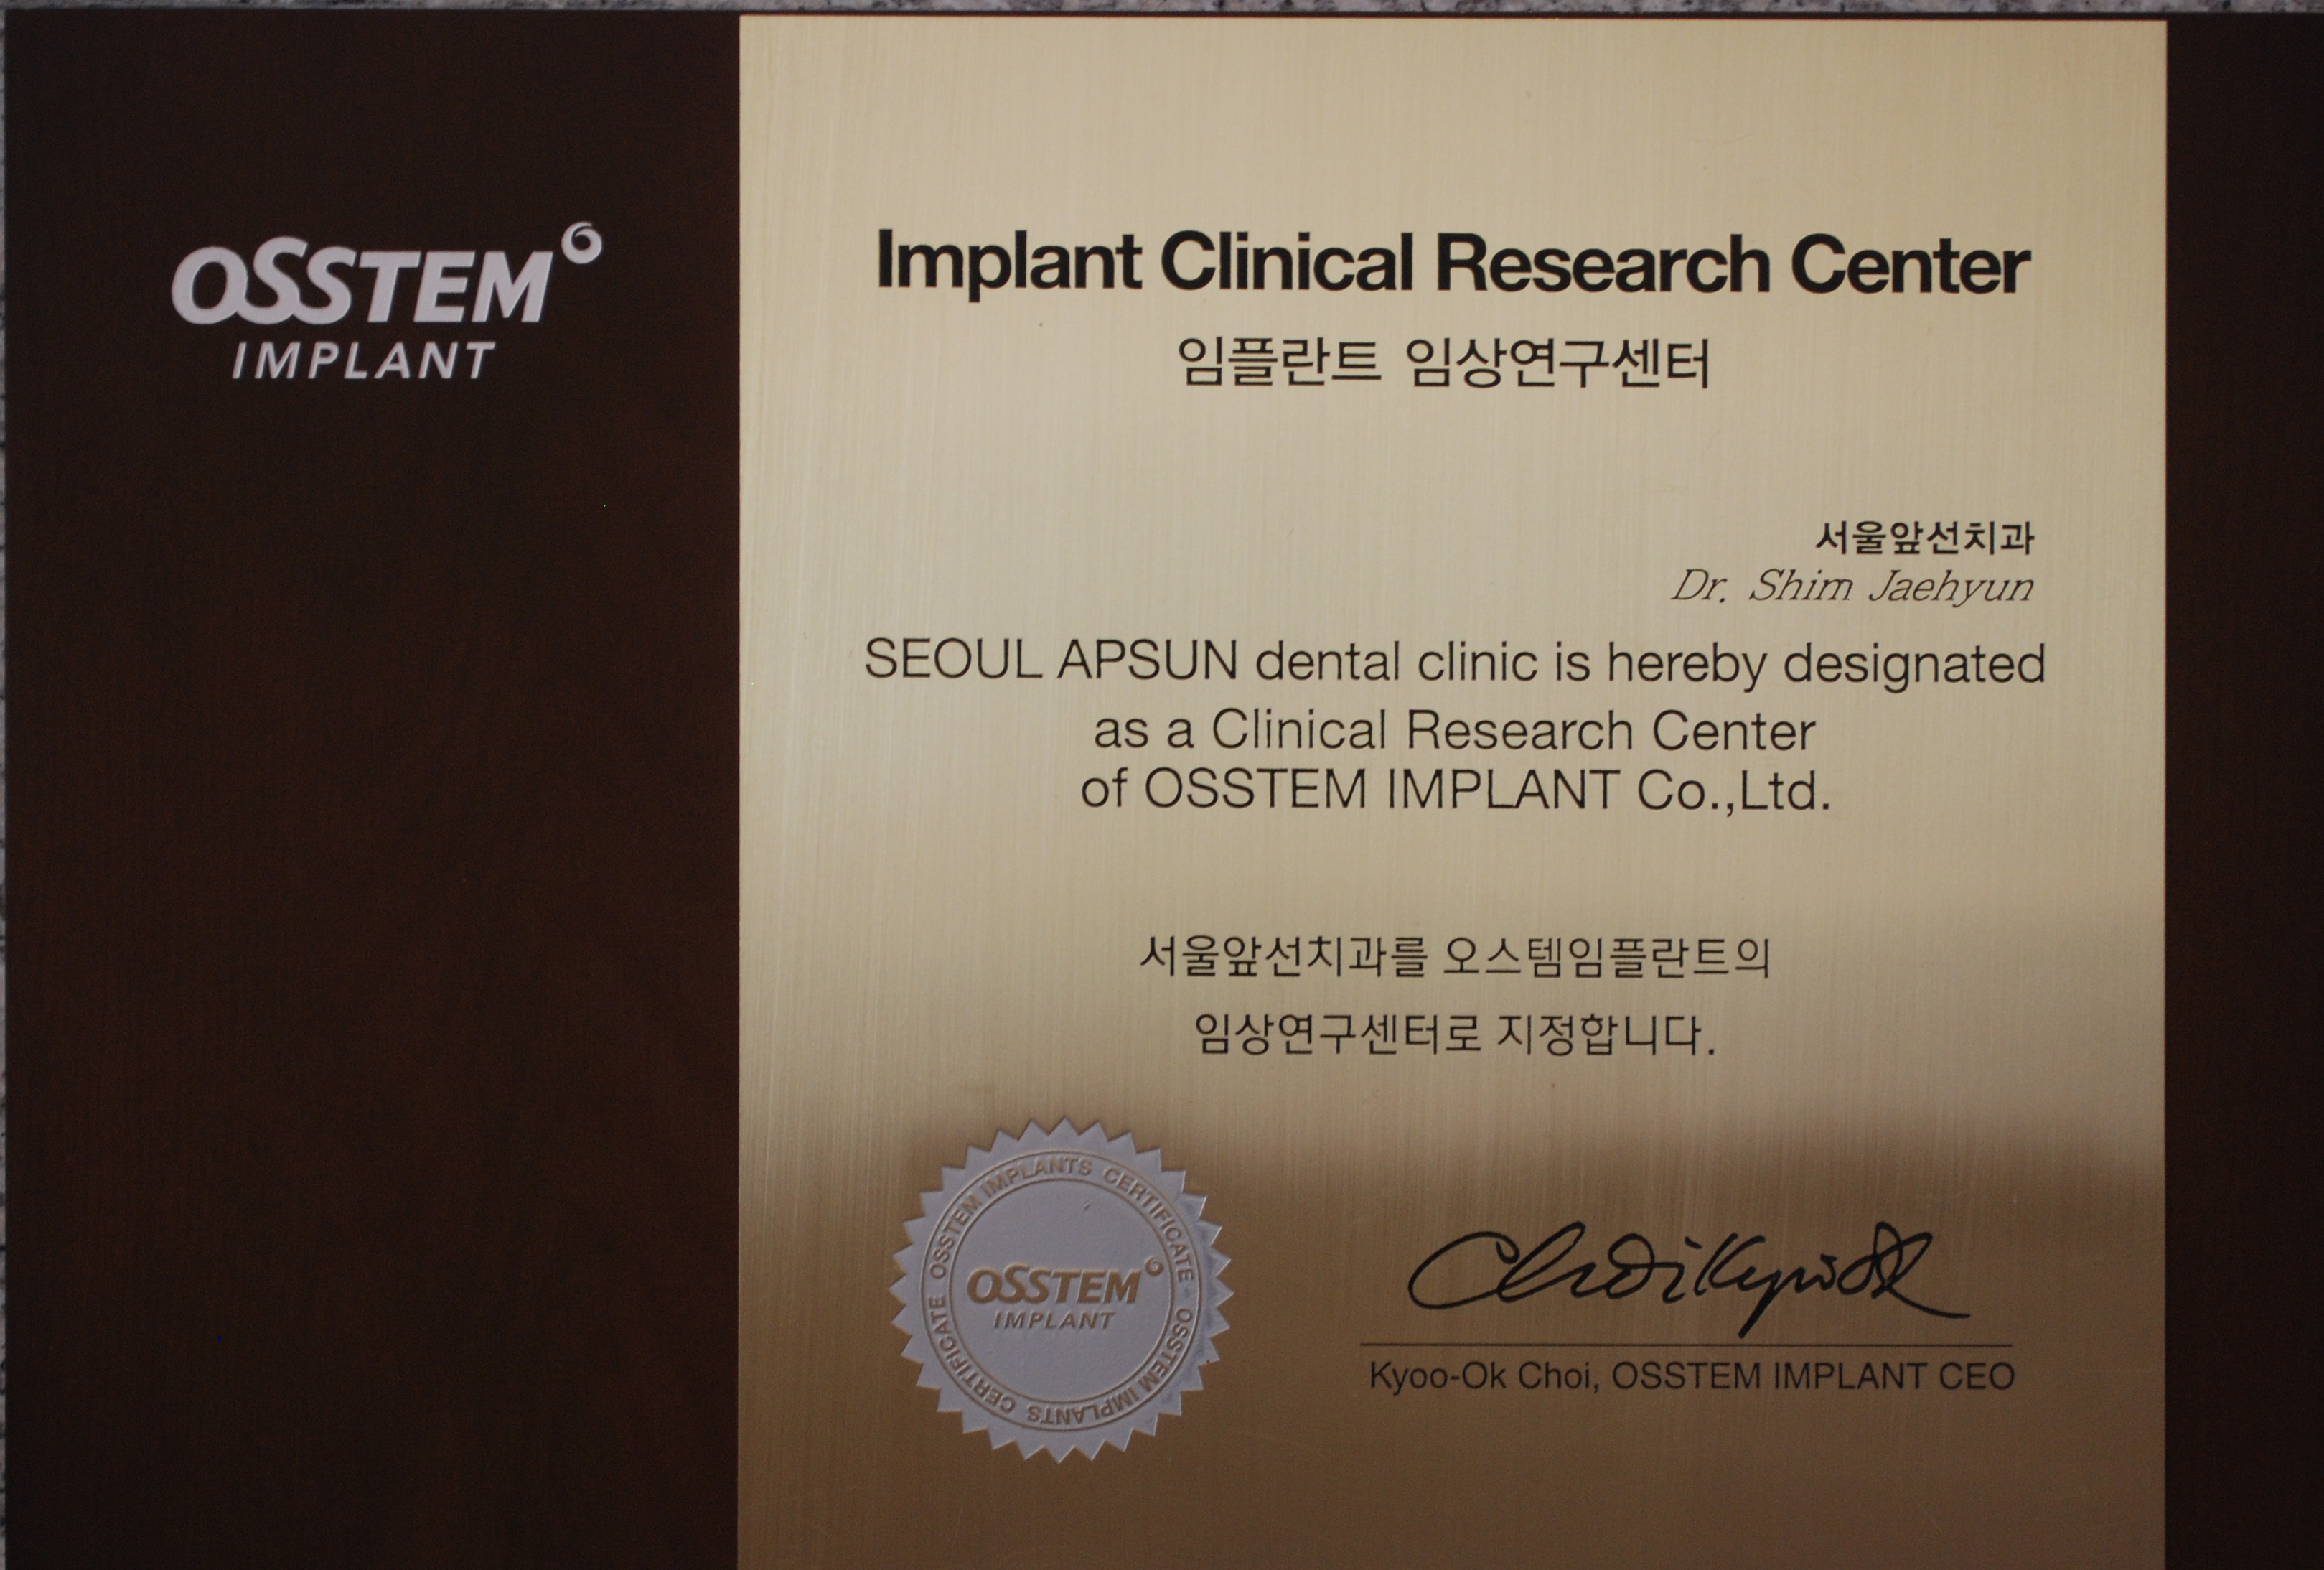 OSSTEM
IMPLANT
Implant Clinical Research Center
임플란트 임상연구센터
서울앞선치과
Dr. Shim Jaehyun
SEOUL APSUN dental clinic is hereby designated
as a Clinical Research Center
of OSSTEM IMPLANT Co.,Ltd.
서울앞선치과를 오스템임플란트의
임상연구센터로 지정합니다.
OSSTEM IMPLANTS CERTIFICATE
OSSTEM IMPLANTS CERTIFICATE
OSSTEM
IMPLANT
Choi Kyoo Ok
Kyoo-Ok Choi, OSSTEM IMPLANT CEO